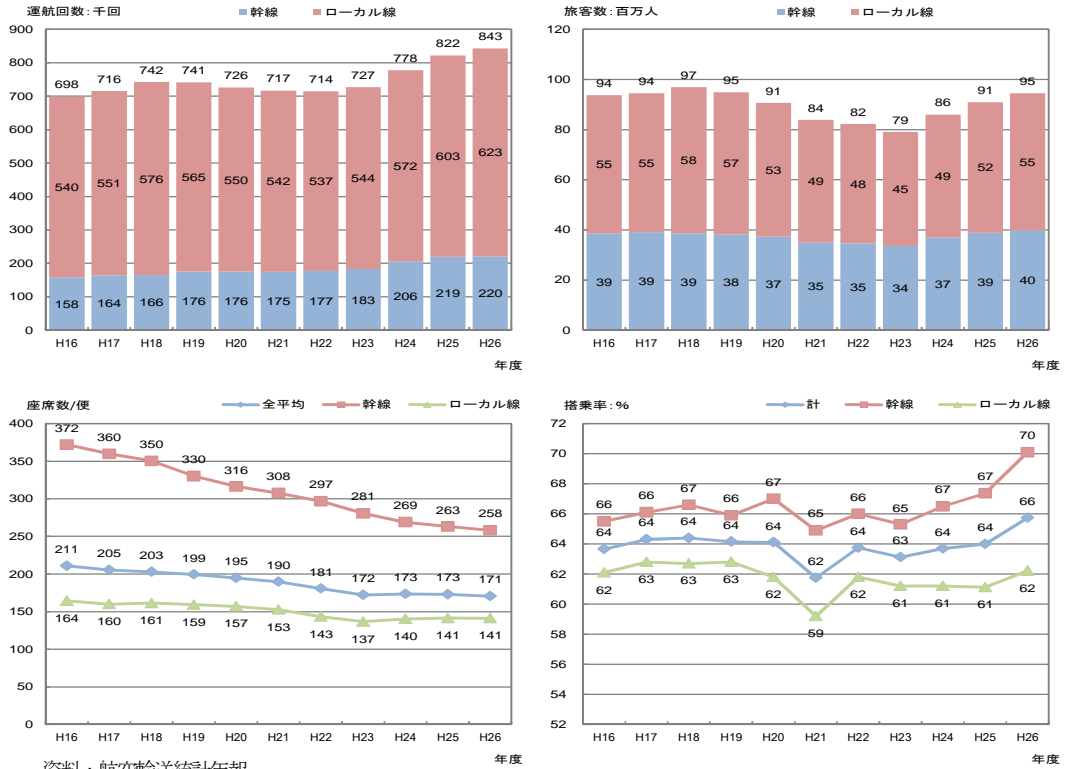 運航回数:千回 幹線 ローカル線
900
800
700
600
500
400
300
200
100
0
698 716 742 741 726 717 714 727 778 822 843
540 551 576 565 550 542 537 544 572 603 623
158 164 166 176 176 175 177 183 206 219 220
H16 H17 H18 H19 H20 H21 H22 H23 H24 H25 H26
年度
旅客数:百万人 幹線 ローカル線
120
100
80
60
40
20
0
94 94 97 95 91 84 82 79 86 91 95
55 55 58 57 53 49 48 45 49 52 55
39 39 39 38 37 35 35 34 37 39 40
H16 H17 H18 H19 H20 H21 H22 H23 H24 H25 H26
年度
座席数/便 全平均 幹線 ローカル線
400
350
300
250
200
150
100
50
0
372 360 350 330 316 308 297 281 269 263 258
211 205 203 199 195 190 181 172 173 173 171
164 160 161 159 157 153 143 137 140 141 141
H16 H17 H18 H19 H20 H21 H22 H23 H24 H25 H26
年度
搭乗率:% 計 幹線 ローカル線
72
70
68
66
64
62
60
58
56
54
52
66 66 67 66 67 65 66 65 67 67 70
64 64 64 64 64 62 64 63 64 64 66
62 63 63 63 62 59 62 61 61 61 62
H16 H17 H18 H19 H20 H21 H22 H23 H24 H25 H26
年度
資料:航空輸送統計年報